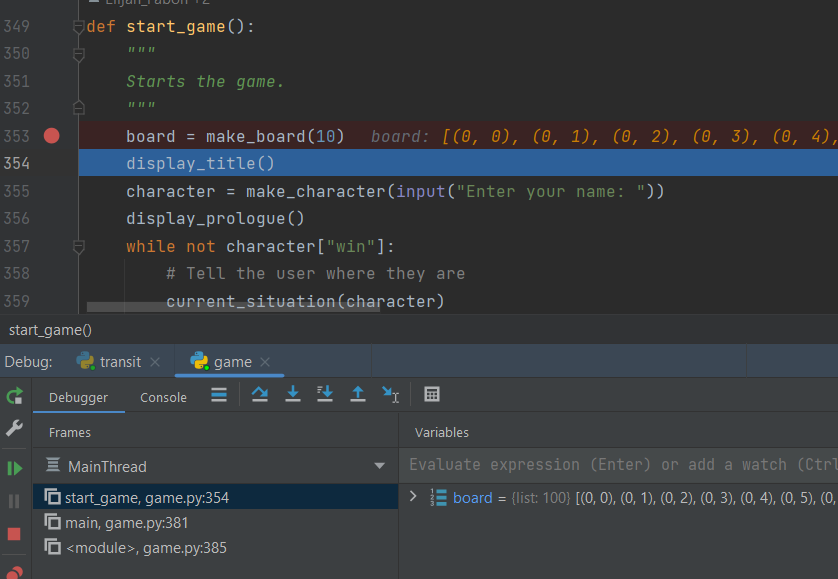 Elijah_rabon +2
349 def start_game():
350 """
351 Starts the game.
352 """
353 board = make_board(10) board: [(0, 0), (0, 1), (0, 2), (0, 3), (0, 4),
354 display_title()
355 character = make_character(input("Enter your name: "))
356 display_prologue()
357 while not character["win"]:
358 # Tell the user where they are
359 current_situation(character)
start_game()
Debug: transit game
Debugger Console
Frames
Variables
MainThread
Evaluate expression (Enter) or add a watch (Ctrl
start_game, game.py:354
board = {list: 100} [(0, 0), (0, 1), (0, 2), (0, 3), (0, 4), (0, 5), (0,
main, game.py:381
<module>, game.py:385